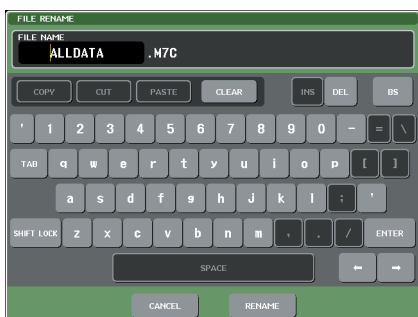 FILE RENAME
FILE NAME
ALLDATA .M7C
COPY CUT PASTE CLEAR INS DEL BS
' 1 2 3 4 5 6 7 8 9 0 - = \
TAB q w e r t y u i o p [ ]
a s d f g h j k l ; '
SHIFT LOCK z x c v b n m , . / ENTER
SPACE ← →
CANCEL RENAME